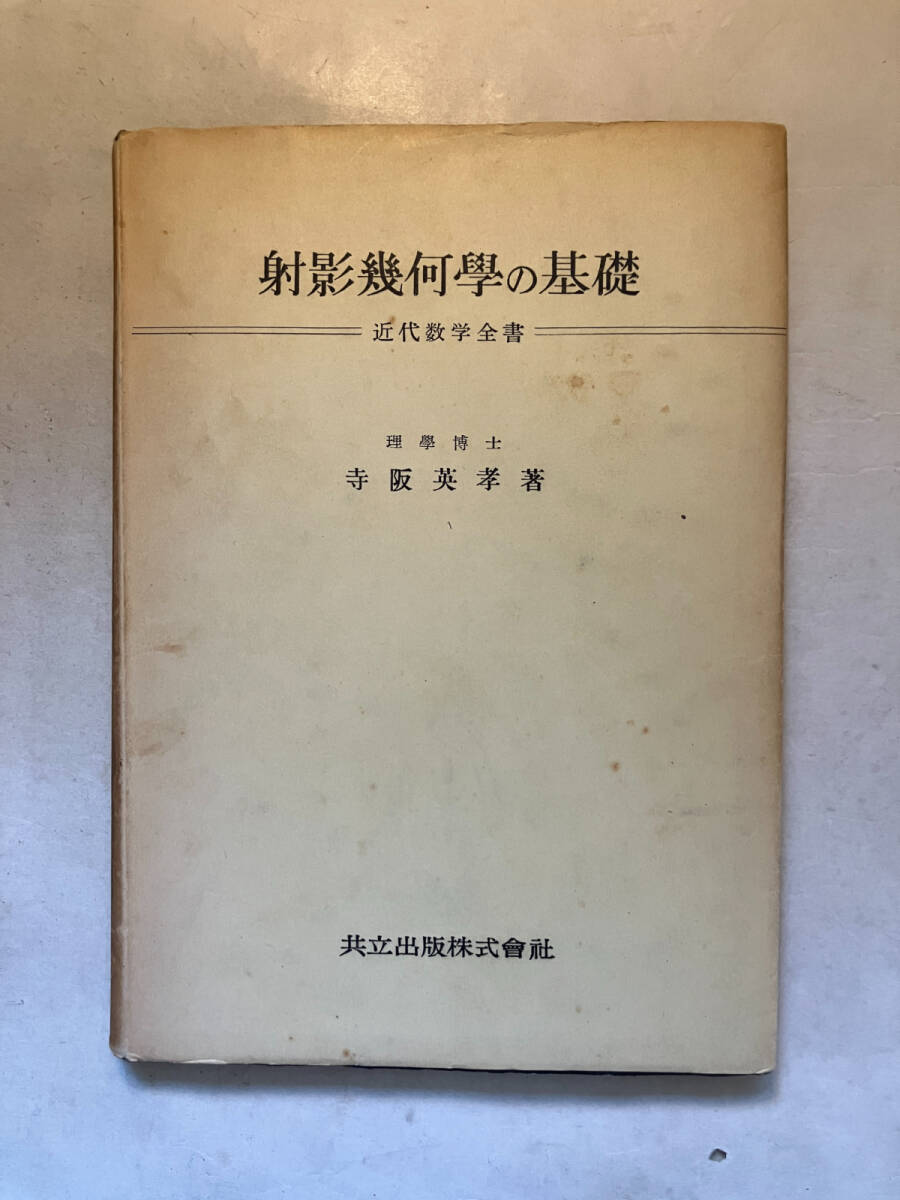 射影幾何學の基礎
近代数学全書
理學博士
寺阪英孝著
共立出版株式會社